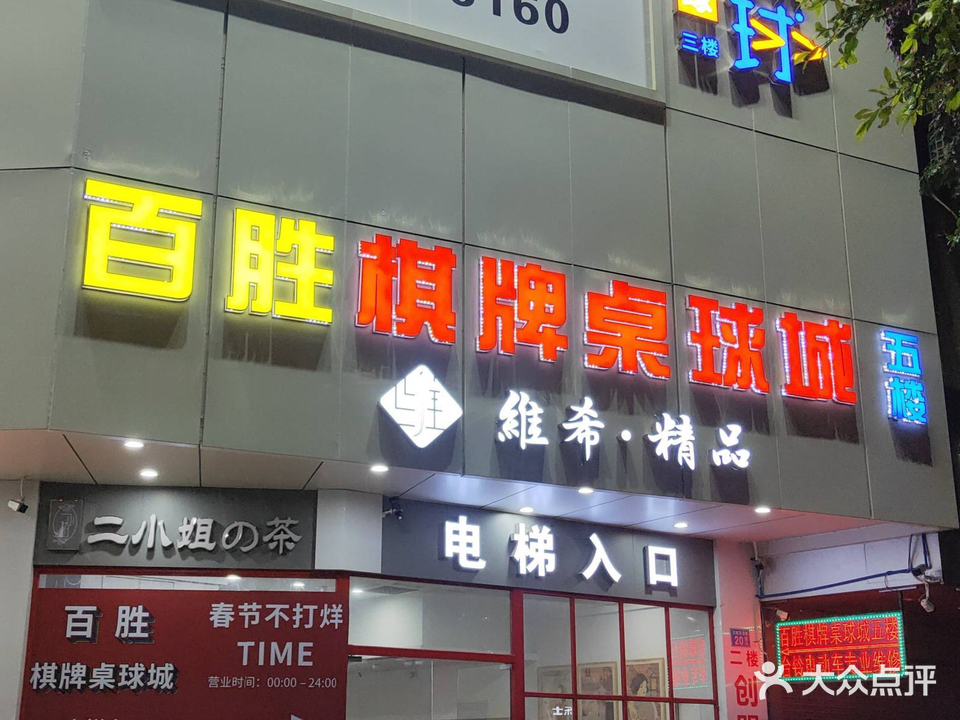 160
三楼
球
百胜棋牌桌球城
五楼
維希·精品
二小姐の茶
电梯入口
百胜
棋牌桌球城
春节不打烊
TIME
营业时间：00:00－24:00
二楼
百胜棋牌桌球城五楼
大众点评